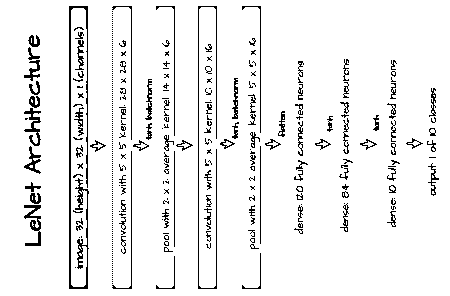 LeNet Architecture
image: 32 (height) x 32 (width) x 1 (channels)
convolution with 5 x 5 kernel: 28 x 28 x 6
tanh, batchnorm
pool with 2 x 2 average kernel: 14 x 14 x 6
convolution with 5 x 5 kernel: 10 x 10 x 16
tanh, batchnorm
pool with 2 x 2 average kernel: 5 x 5 x 16
flatten
dense: 120 fully connected neurons
tanh
dense: 84 fully connected neurons
tanh
dense: 10 fully connected neurons
output: 1 of 10 classes